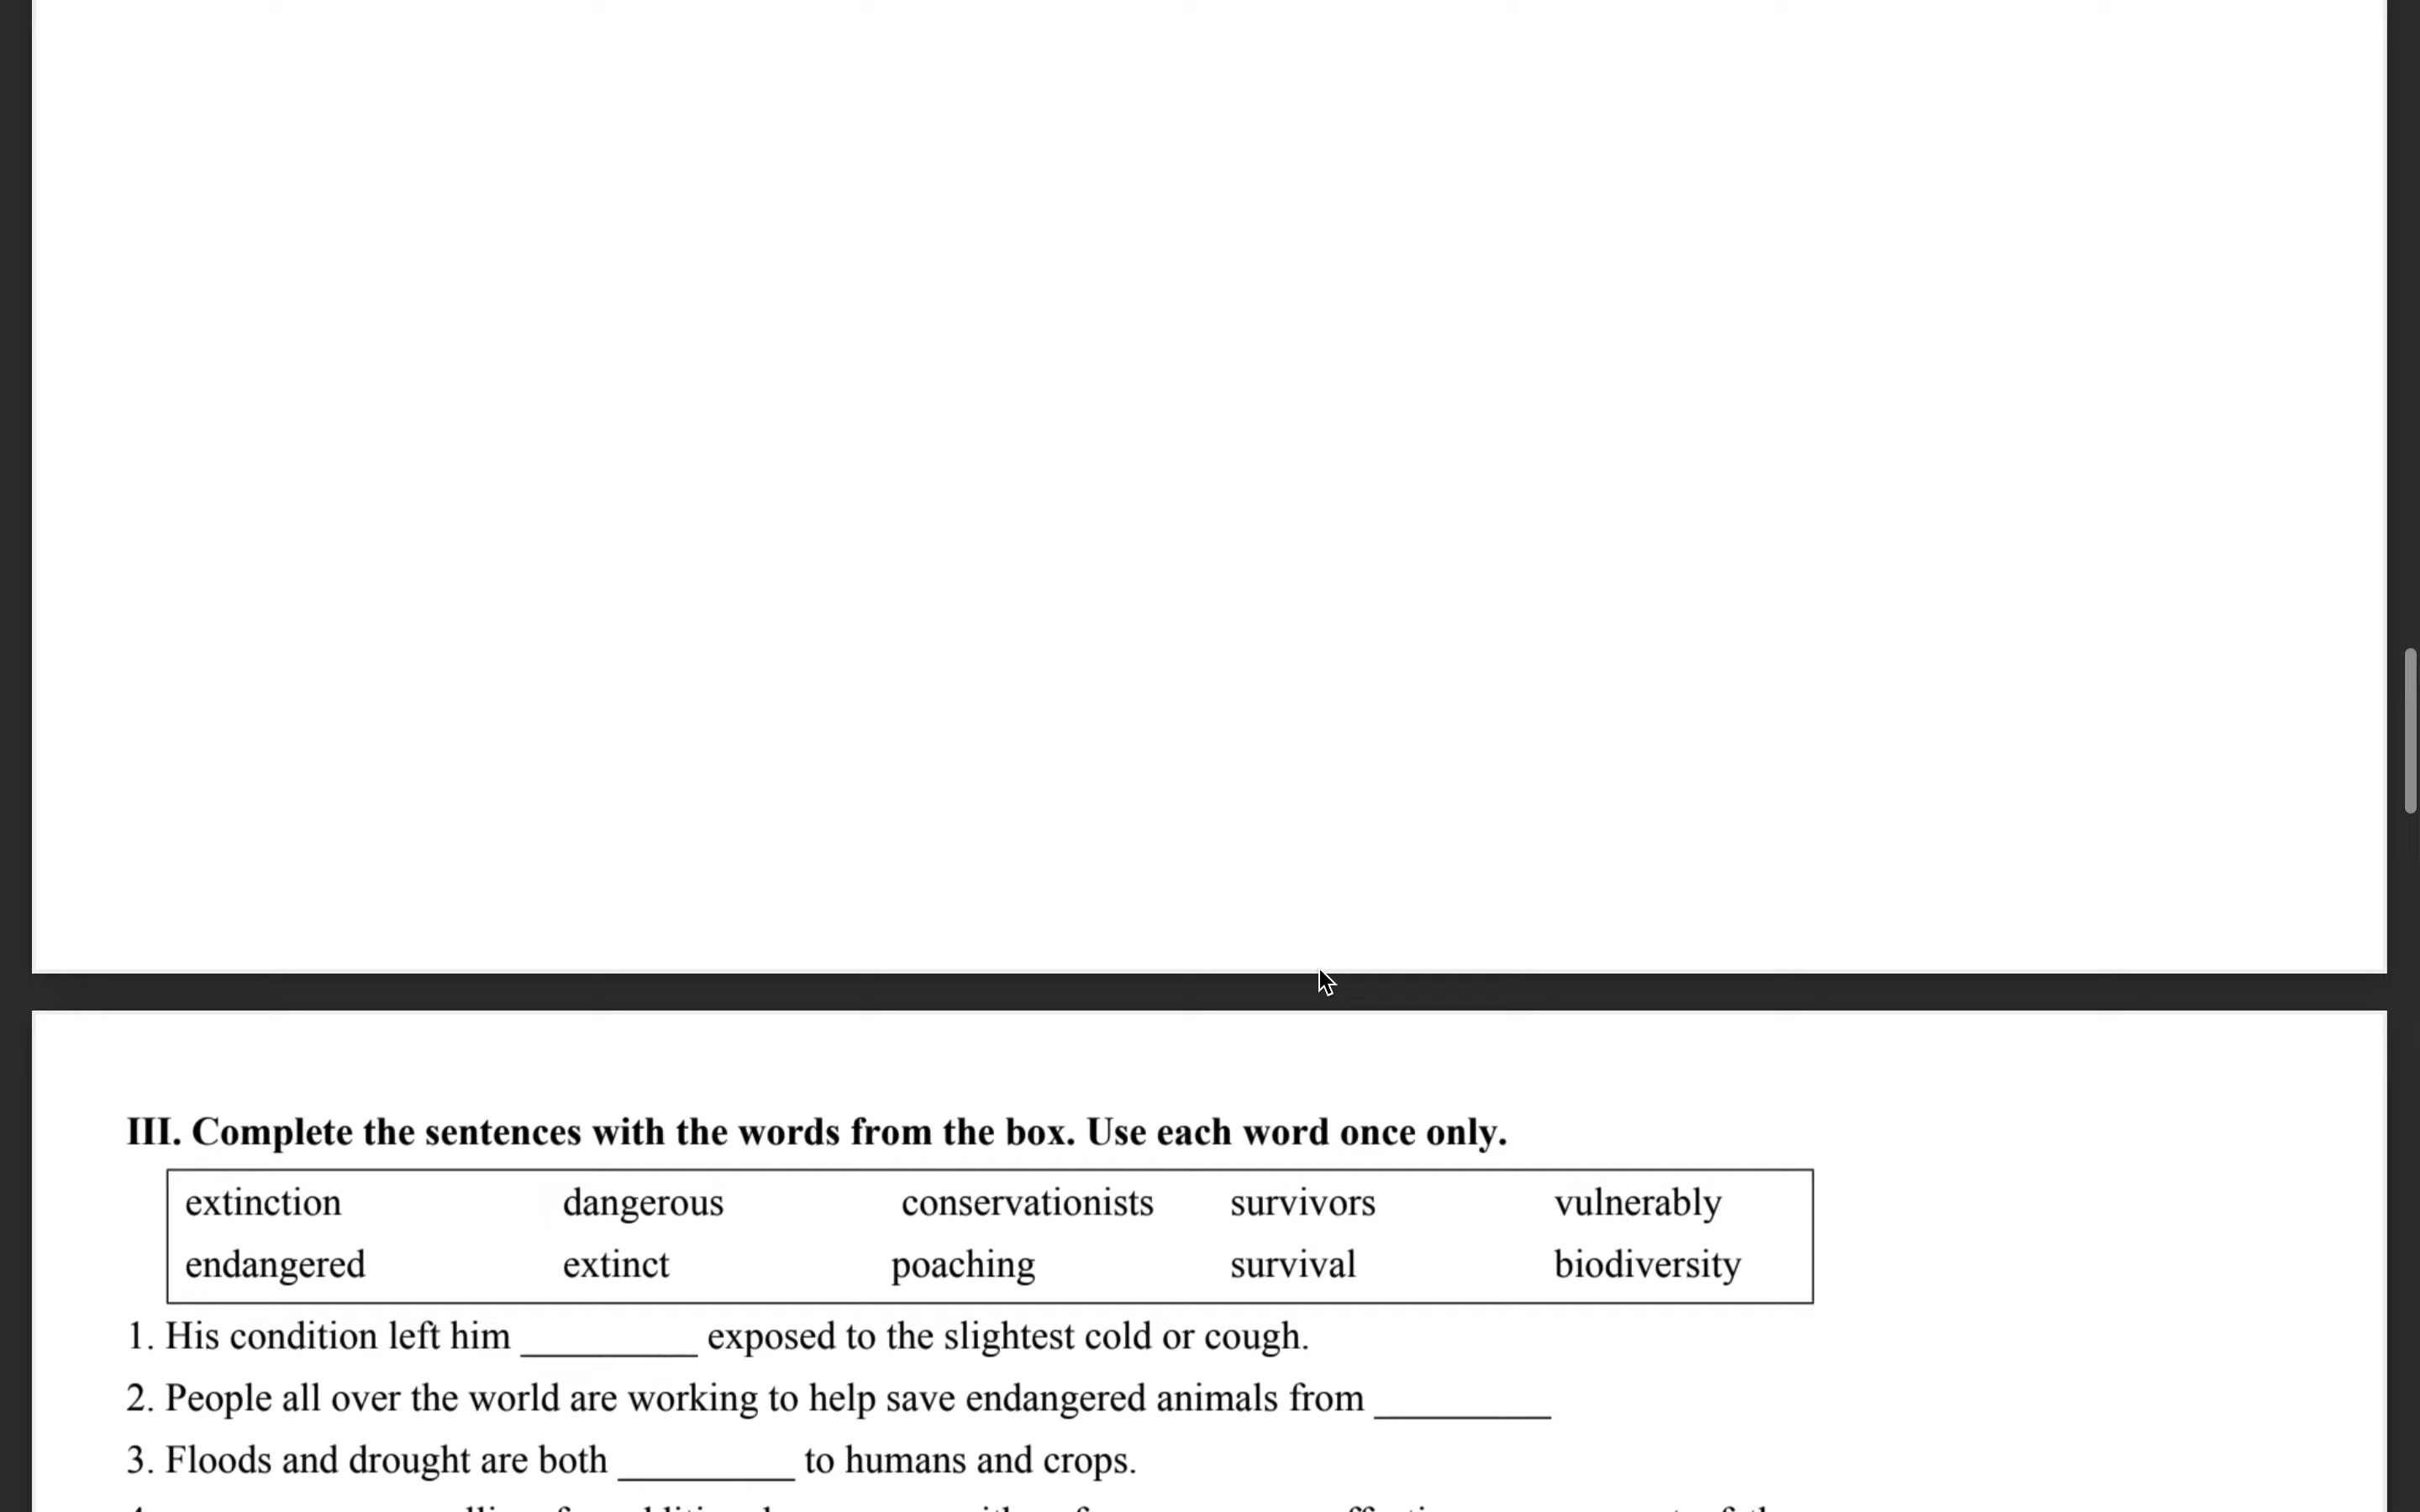 III. Complete the sentences with the words from the box. Use each word once only.
extinction dangerous conservationists survivors vulnerably
endangered extinct poaching survival biodiversity
1. His condition left him _________ exposed to the slightest cold or cough.
2. People all over the world are working to help save endangered animals from _________
3. Floods and drought are both _________ to humans and crops.